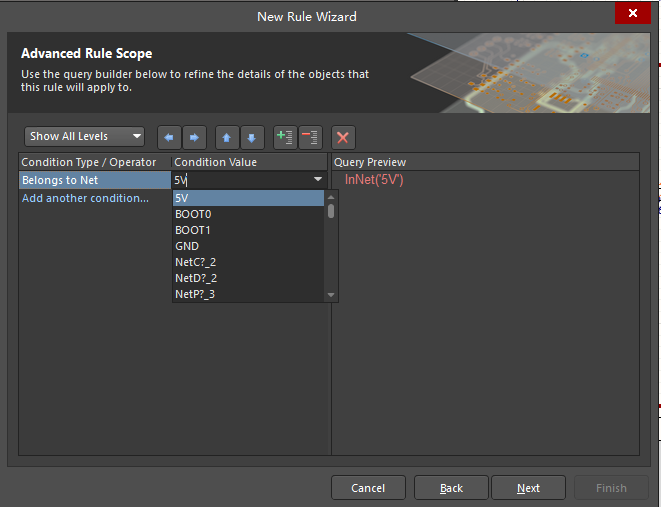 New Rule Wizard
Advanced Rule Scope
Use the query builder below to refine the details of the objects that
this rule will apply to.
Show All Levels
Condition Type / Operator Condition Value Query Preview
Belongs to Net 5V InNet('5V')
Add another condition... 5V
BOOT0
BOOT1
GND
NetC?_2
NetD?_2
NetP?_3
Cancel Back Next Finish